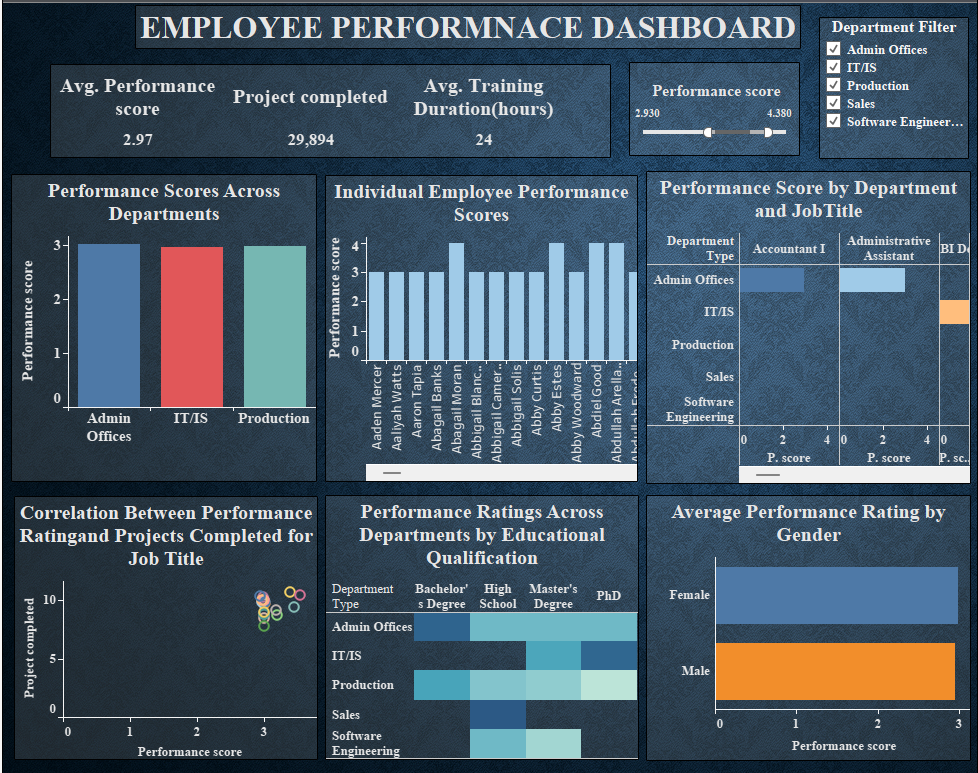 EMPLOYEE PERFORMNACE DASHBOARD
Department Filter
Admin Offices
IT/IS
Production
Sales
Software Engineer...
Avg. Performance
score
2.97
Project completed
29,894
Avg. Training
Duration(hours)
24
Performance score
2.930 4.380
Performance Scores Across
Departments
Performance score
3
2
1
0
Admin
Offices
IT/IS
Production
Individual Employee Performance
Scores
Performance score
4
3
2
1
0
Aaden Mercer
Aaliyah Watts
Aaron Tapia
Abagail Banks
Abagail Moran
Abbigail Blanc..
Abbigail Camer..
Abbigail Solis
Abby Curtis
Abby Estes
Abby Woodward
Abdiel Good
Abdullah Arella..
Performance Score by Department
and JobTitle
Department
Type
Accountant I
Administrative
Assistant
Admin Offices
IT/IS
Production
Sales
Software
Engineering
0 2 4 0 2 4 0
P. score P. score P. sc..
Correlation Between Performance
Ratingand Projects Completed for
Job Title
Project completed
10
5
0
0 1 2 3
Performance score
Performance Ratings Across
Departments by Educational
Qualification
Department
Type
Bachelor'
s Degree
High
School
Master's
Degree
PhD
Admin Offices
IT/IS
Production
Sales
Software
Engineering
Average Performance Rating by
Gender
Female
Male
0 1 2 3
Performance score